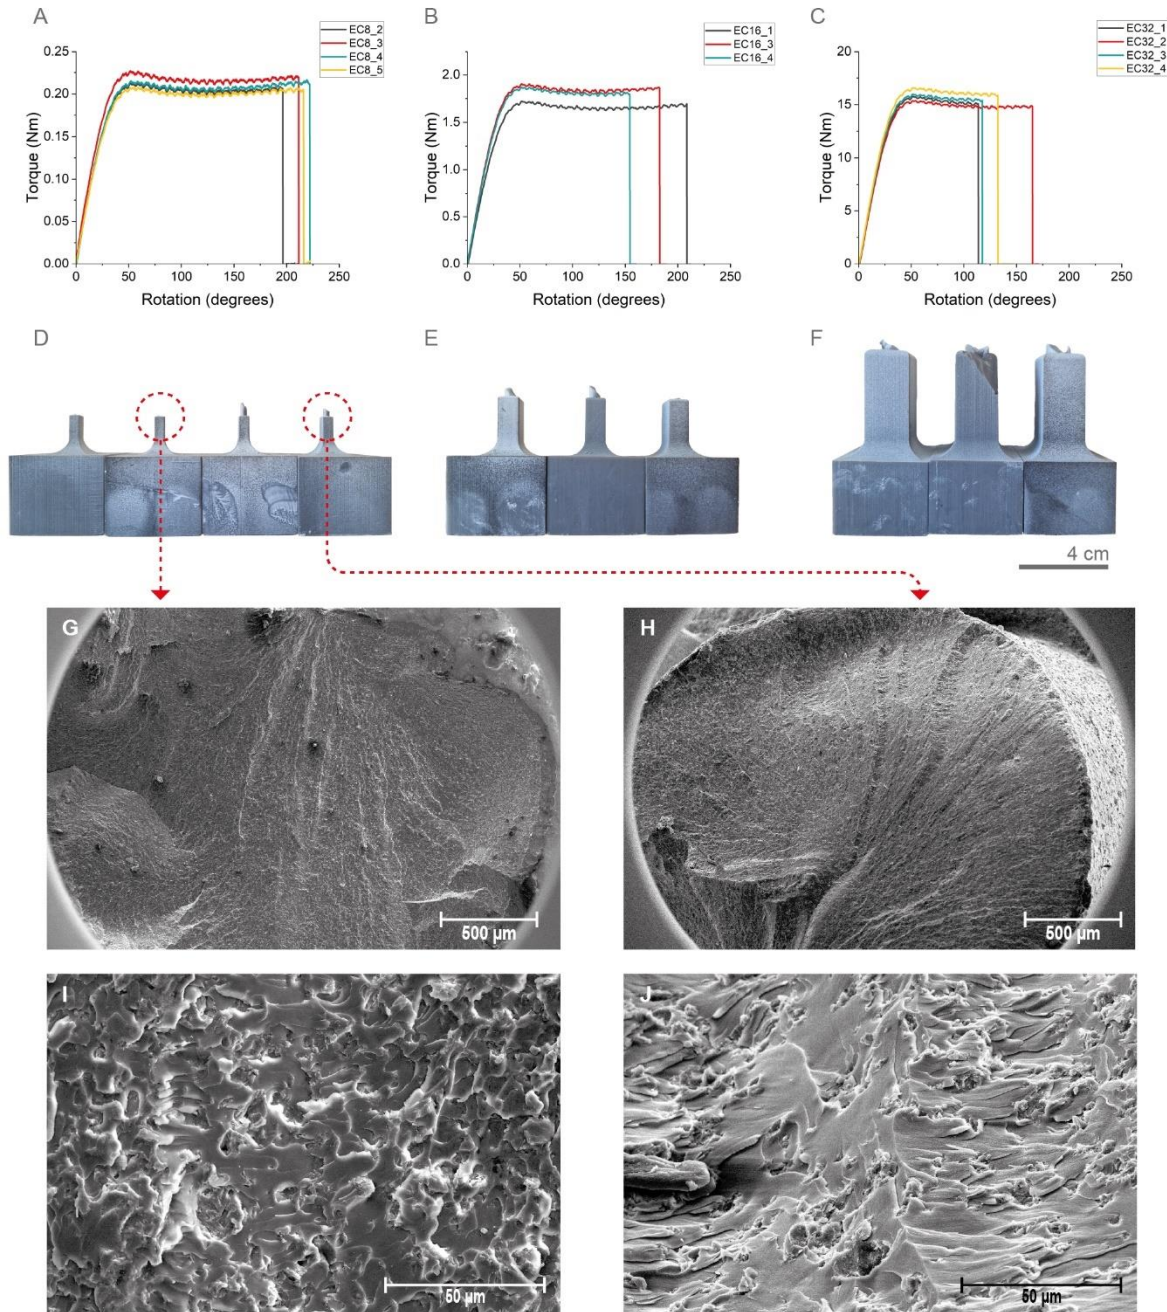 A
EC8_2
EC8_3
EC8_4
EC8_5
0.25
0.20
0.15
0.10
0.05
0.00
Torque (Nm)
0 50 100 150 200 250
Rotation (degrees)
B
EC16_1
EC16_3
EC16_4
2.0
1.5
1.0
0.5
0.0
Torque (Nm)
0 50 100 150 200 250
Rotation (degrees)
C
EC32_1
EC32_2
EC32_3
EC32_4
20
15
10
5
0
Torque (Nm)
0 50 100 150 200 250
Rotation (degrees)
D
E
F
4 cm
G
500 µm
H
500 µm
I
50 µm
J
50 µm